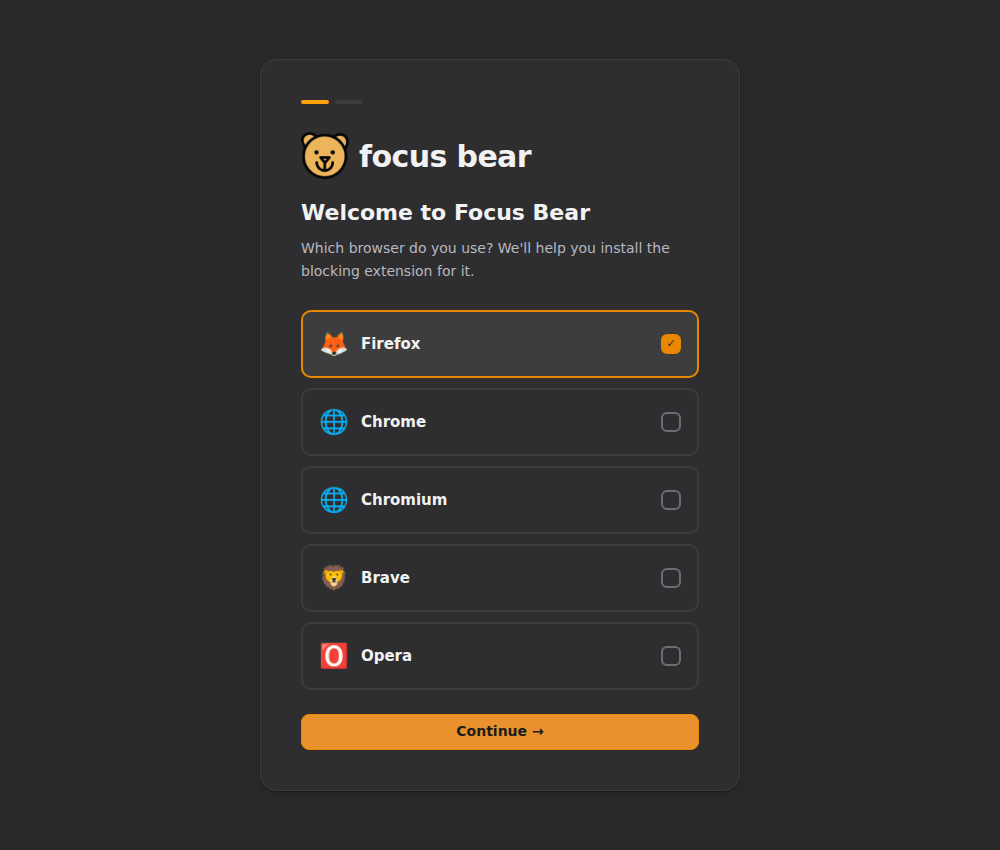 focus bear
Welcome to Focus Bear
Which browser do you use? We'll help you install the
blocking extension for it.
Firefox
✓
Chrome
Chromium
Brave
Opera
Continue →